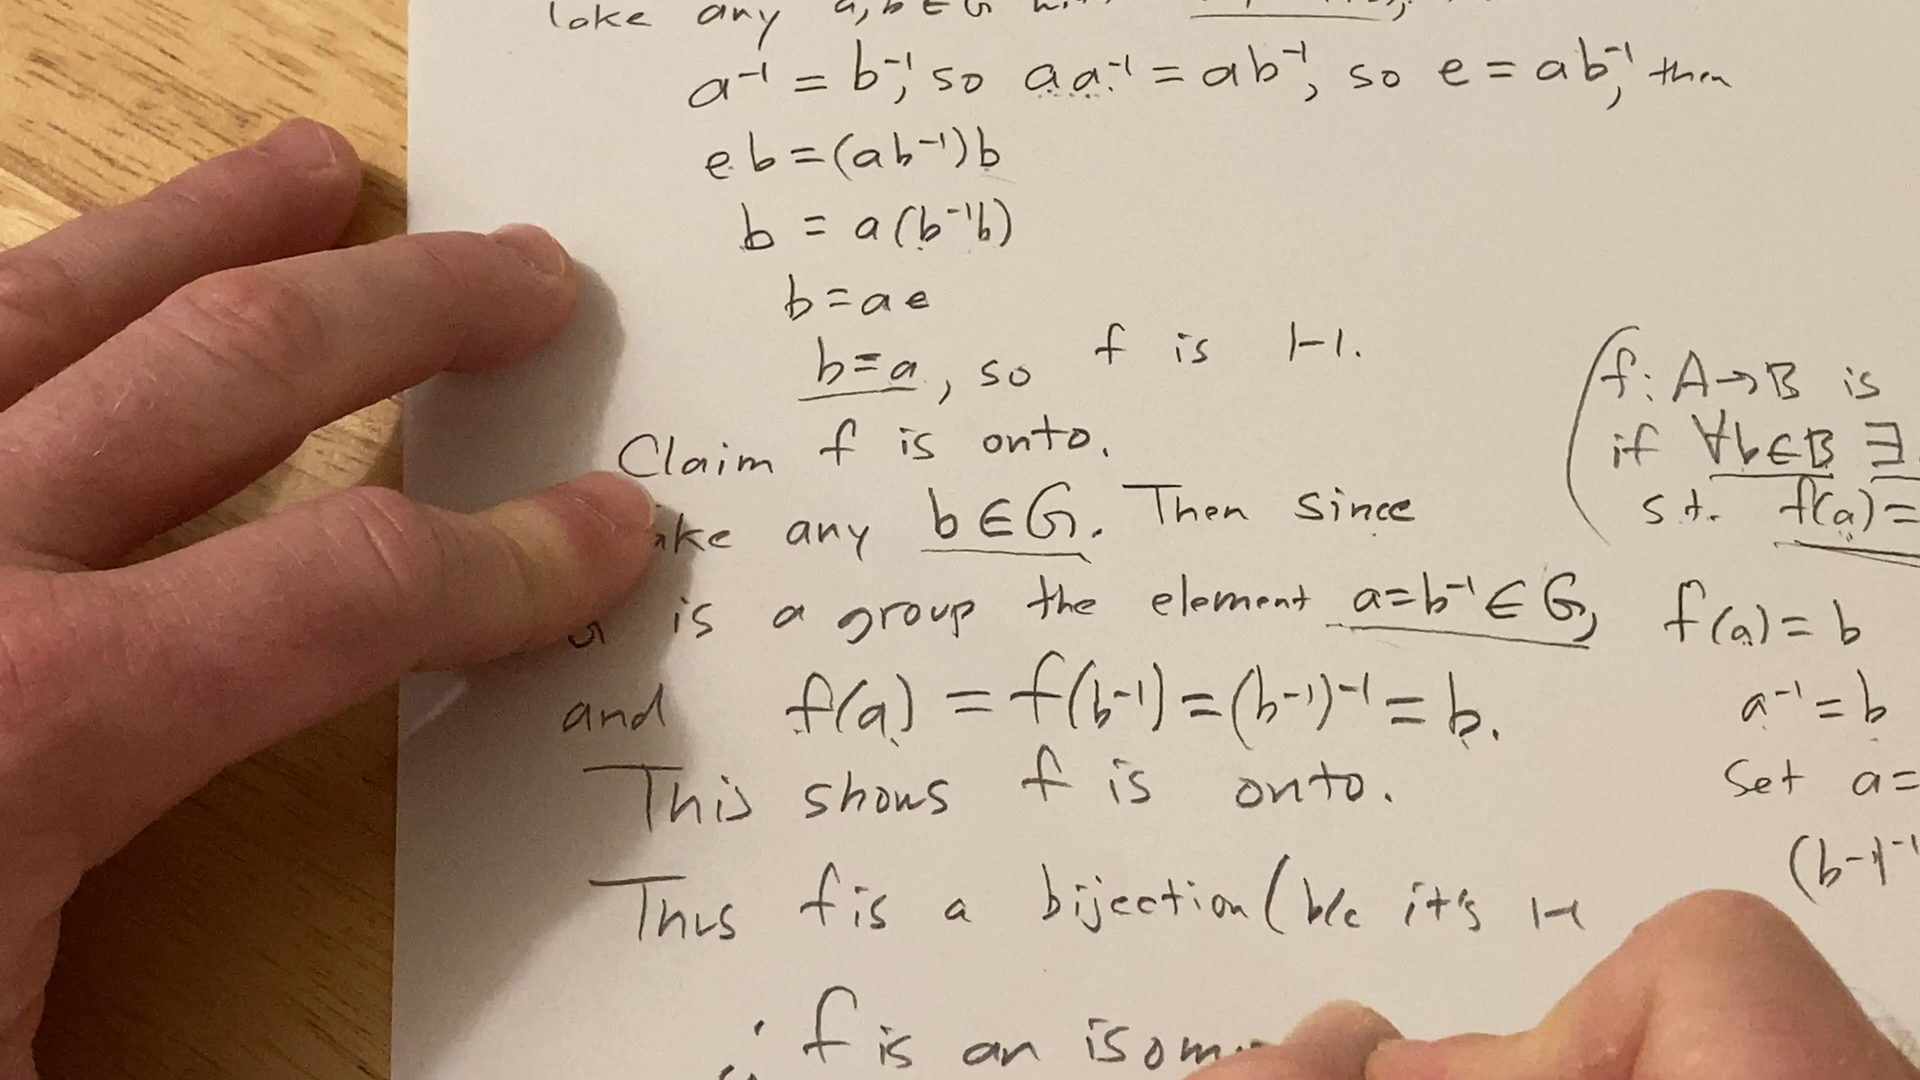 any a, b ∈ G
a⁻¹ = b⁻¹, so aa⁻¹ = ab⁻¹, so e = ab⁻¹, then
eb = (ab⁻¹)b
b = a(b⁻¹b)
b = ae
b = a, so f is 1-1.
Claim f is onto.
any b ∈ G. Then since
is a group the element a = b⁻¹ ∈ G,
and f(a) = f(b⁻¹) = (b⁻¹)⁻¹ = b.
This shows f is onto.
Thus f is a bijection (b/c it's 1-1
f is an
(f: A → B is
if ∀b ∈ B ∃
s.t. f(a) =
f(a) = b
a⁻¹ = b
Set a =
(b⁻¹)⁻¹